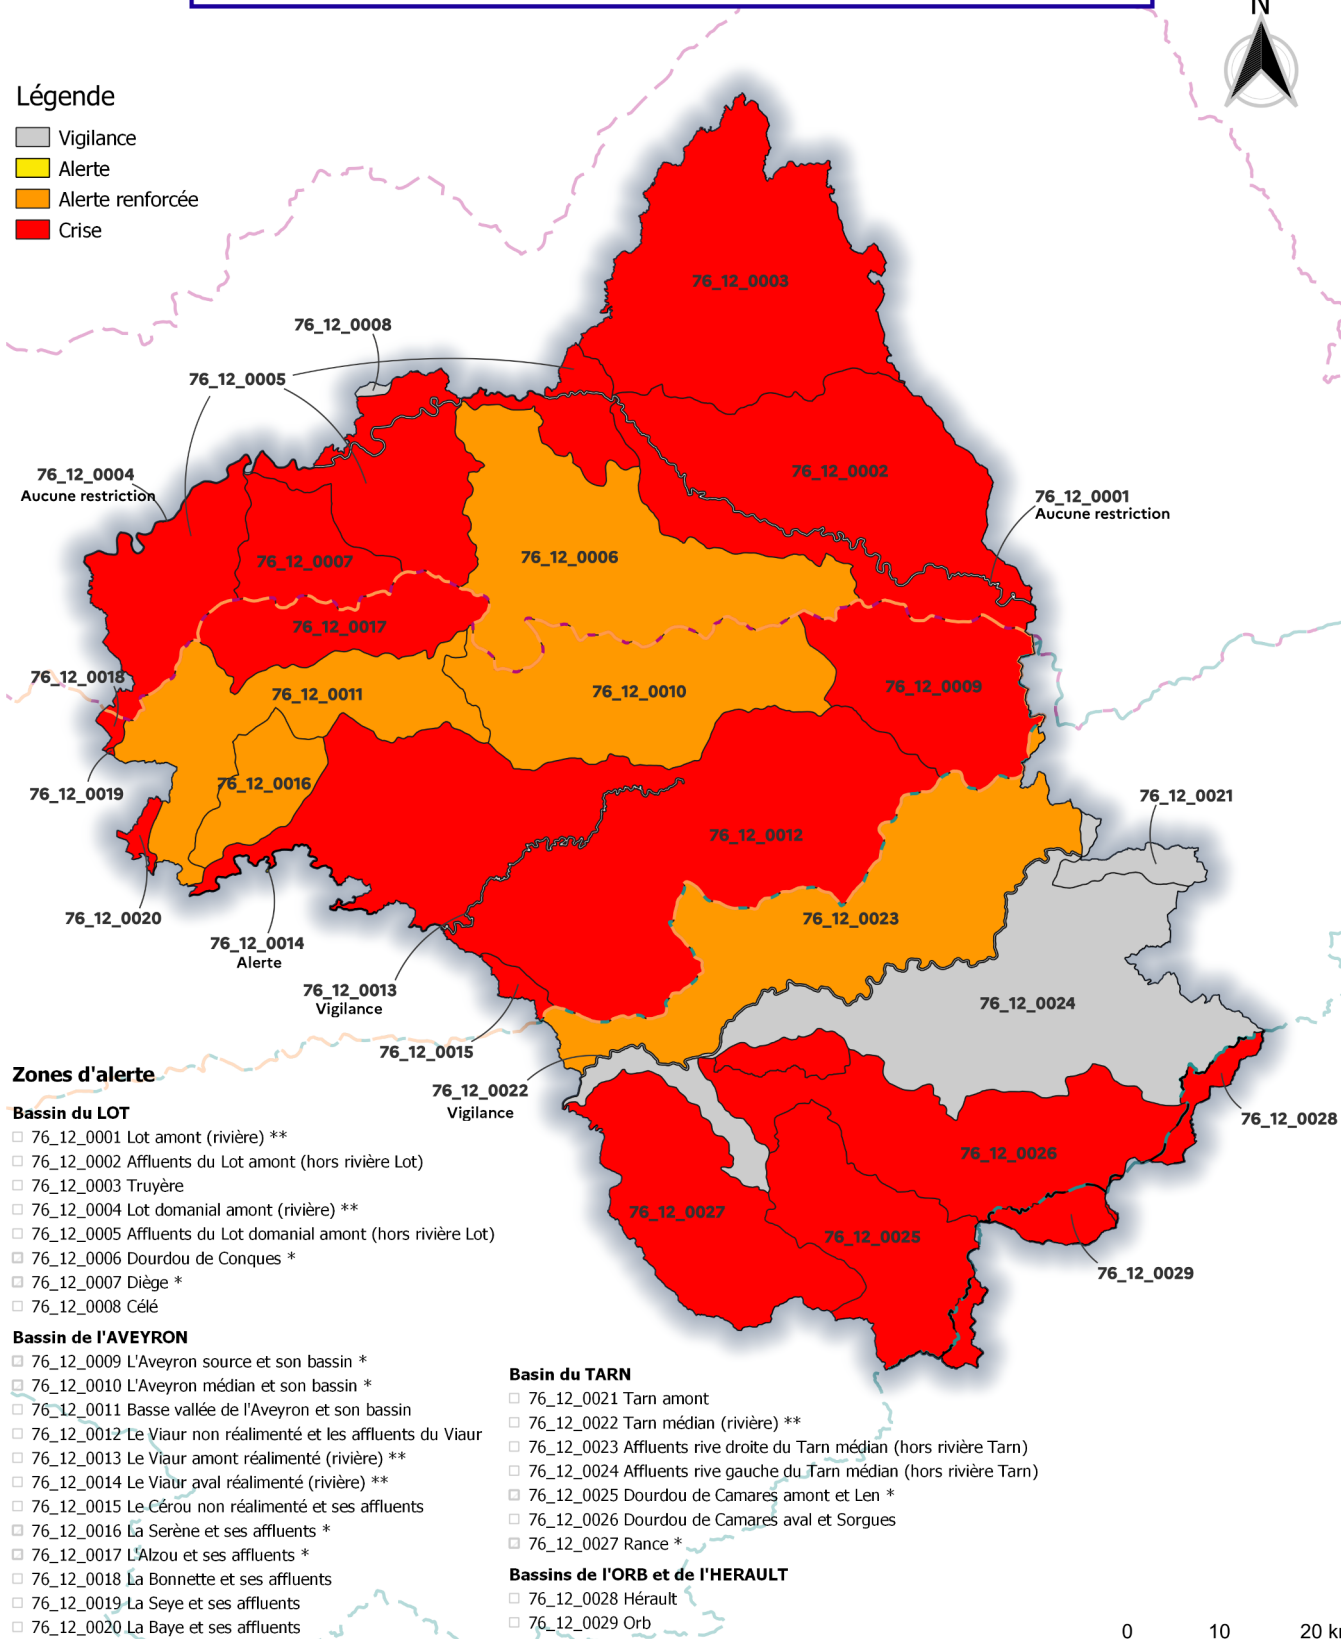 N
Légende
Vigilance
Alerte
Alerte renforcée
Crise
76_12_0003
76_12_0008
76_12_0005
76_12_0004
Aucune restriction
76_12_0002
76_12_0001
Aucune restriction
76_12_0007
76_12_0006
76_12_0017
76_12_0018
76_12_0011
76_12_0010
76_12_0009
76_12_0019
76_12_0016
76_12_0021
76_12_0012
76_12_0020
76_12_0023
76_12_0014
Alerte
76_12_0013
Vigilance
76_12_0024
76_12_0015
76_12_0022
Vigilance
76_12_0028
76_12_0026
76_12_0027
76_12_0025
76_12_0029
Zones d'alerte
Bassin du LOT
76_12_0001 Lot amont (rivière) **
76_12_0002 Affluents du Lot amont (hors rivière Lot)
76_12_0003 Truyère
76_12_0004 Lot domanial amont (rivière) **
76_12_0005 Affluents du Lot domanial amont (hors rivière Lot)
76_12_0006 Dourdou de Conques *
76_12_0007 Diège *
76_12_0008 Célé
Bassin de l'AVEYRON
76_12_0009 L'Aveyron source et son bassin *
76_12_0010 L'Aveyron médian et son bassin *
76_12_0011 Basse vallée de l'Aveyron et son bassin
76_12_0012 Le Viaur non réalimenté et les affluents du Viaur
76_12_0013 Le Viaur amont réalimenté (rivière) **
76_12_0014 Le Viaur aval réalimenté (rivière) **
76_12_0015 Le Cérou non réalimenté et ses affluents
76_12_0016 La Serène et ses affluents *
76_12_0017 L'Alzou et ses affluents *
76_12_0018 La Bonnette et ses affluents
76_12_0019 La Seye et ses affluents
76_12_0020 La Baye et ses affluents
Basin du TARN
76_12_0021 Tarn amont
76_12_0022 Tarn médian (rivière) **
76_12_0023 Affluents rive droite du Tarn médian (hors rivière Tarn)
76_12_0024 Affluents rive gauche du Tarn médian (hors rivière Tarn)
76_12_0025 Dourdou de Camares amont et Len *
76_12_0026 Dourdou de Camares aval et Sorgues
76_12_0027 Rance *
Bassins de l'ORB et de l'HERAULT
76_12_0028 Hérault
76_12_0029 Orb
0 10 20